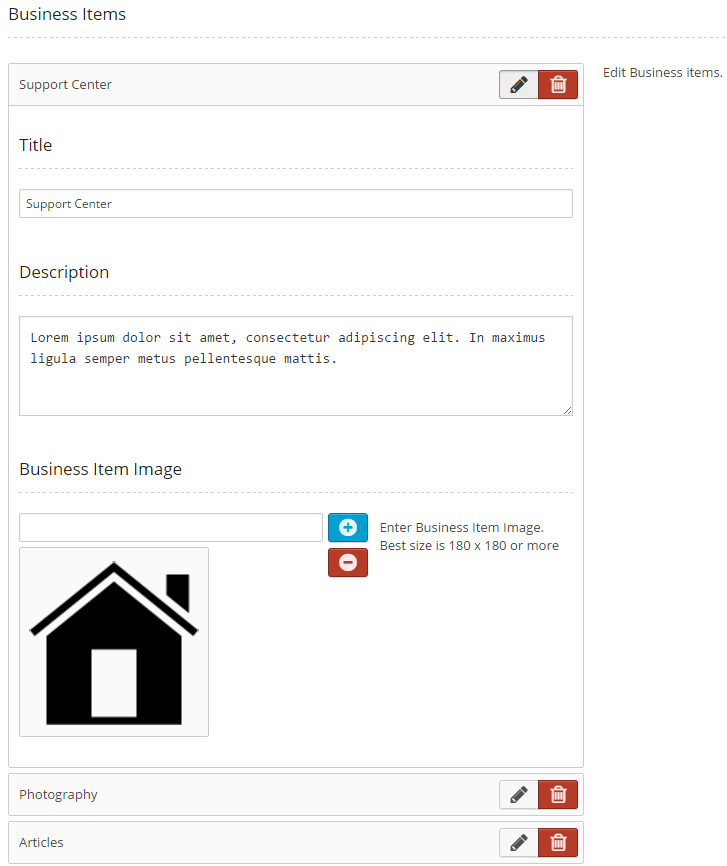 Business Items
Support Center
Edit Business items.
Title
Support Center
Description
Lorem ipsum dolor sit amet, consectetur adipiscing elit. In maximus
ligula semper metus pellentesque mattis.
Business Item Image
Enter Business Item Image.
Best size is 180 x 180 or more
Photography
Articles